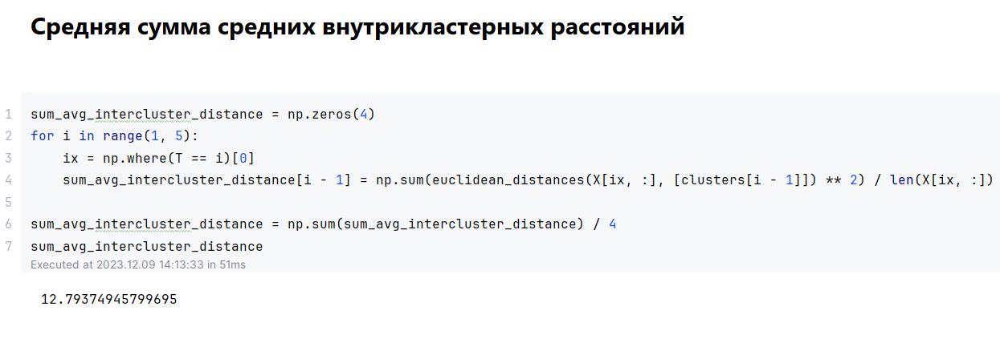 Средняя сумма средних внутрикластерных расстояний
1 sum_avg_intercluster_distance = np.zeros(4)
2 for i in range(1, 5):
3     ix = np.where(T == i)[0]
4     sum_avg_intercluster_distance[i - 1] = np.sum(euclidean_distances(X[ix, :], [clusters[i - 1]]) ** 2) / len(X[ix, :])
5
6 sum_avg_intercluster_distance = np.sum(sum_avg_intercluster_distance) / 4
7 sum_avg_intercluster_distance
Executed at 2023.12.09 14:13:33 in 51ms
12.79374945799695